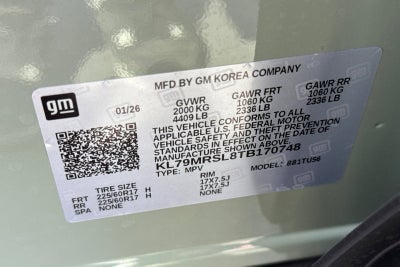 gm
MFD BY GM KOREA COMPANY
01/26
GVWR GAWR FRT GAWR RR
2000 KG 1060 KG 1060 KG
4409 LB 2336 LB 2336 LB
THIS VEHICLE CONFORMS TO ALL
APPLICABLE U.S. FEDERAL MOTOR
VEHICLE SAFETY AND THEFT PREVENTION
STANDARDS IN EFFECT ON THE DATE OF
MANUFACTURE SHOWN ABOVE.
KL79MRSL8TB170748
TYPE: MPV MODEL: 881TU56
TIRE SIZE RIM
FRT 225/60R17 H 17X7.5J
RR 225/60R17 H 17X7.5J
SPA NONE NONE